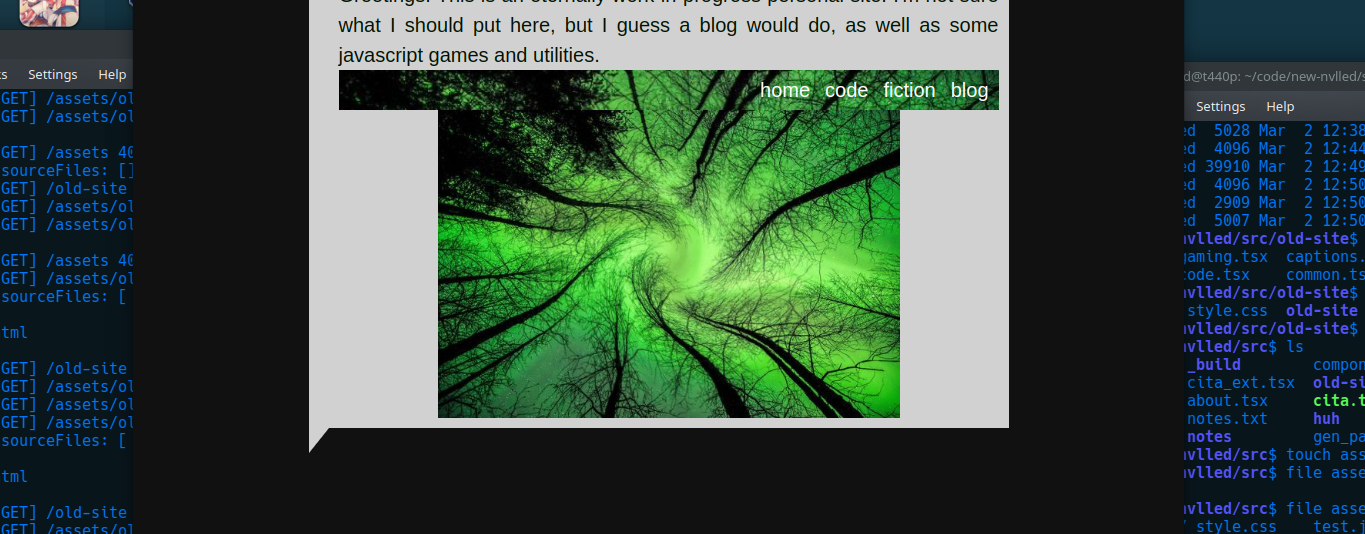 Greetings! This is an eternally work in progress personal site. I'm not sure
what I should put here, but I guess a blog would do, as well as some
javascript games and utilities.
home code fiction blog
Settings Help
GET] /assets/ol
GET] /assets/ol
GET] /assets 40
sourceFiles: []
GET] /old-site
GET] /assets/ol
GET] /assets/ol
GET] /assets 40
GET] /assets/ol
sourceFiles: [
tml
GET] /old-site
GET] /assets/ol
GET] /assets/ol
GET] /assets/ol
sourceFiles: [
tml
GET] /old-site
GET] /assets/ol
d@t440p: ~/code/new-nvlled/s
Settings Help
ed 5028 Mar 2 12:38
ed 4096 Mar 2 12:44
ed 39910 Mar 2 12:49
ed 4096 Mar 2 12:50
ed 2909 Mar 2 12:50
ed 5007 Mar 2 12:50
nvlled/src/old-site$
gaming.tsx captions.
code.tsx common.ts
nvlled/src/old-site$
style.css old-site
nvlled/src/old-site$
nvlled/src$ ls
_build compon
cita_ext.tsx old-si
about.tsx cita.t
notes.txt huh
notes gen_pa
nvlled/src$ touch ass
nvlled/src$ file asse
nvlled/src$ file asse
style.css test.j